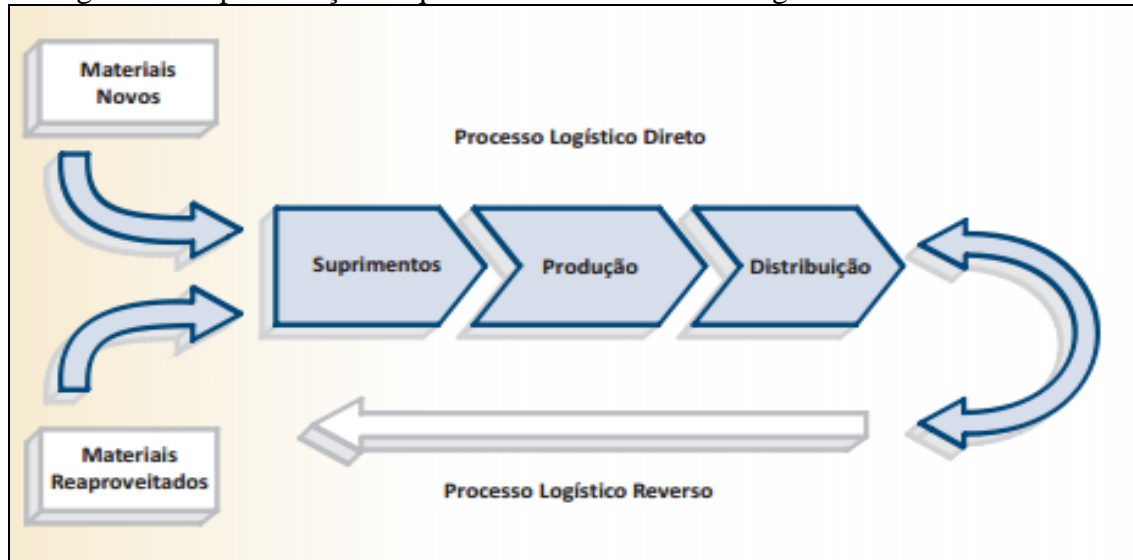 Materiais
Novos
Processo Logístico Direto
Suprimentos
Produção
Distribuição
Materiais
Reaproveitados
Processo Logístico Reverso